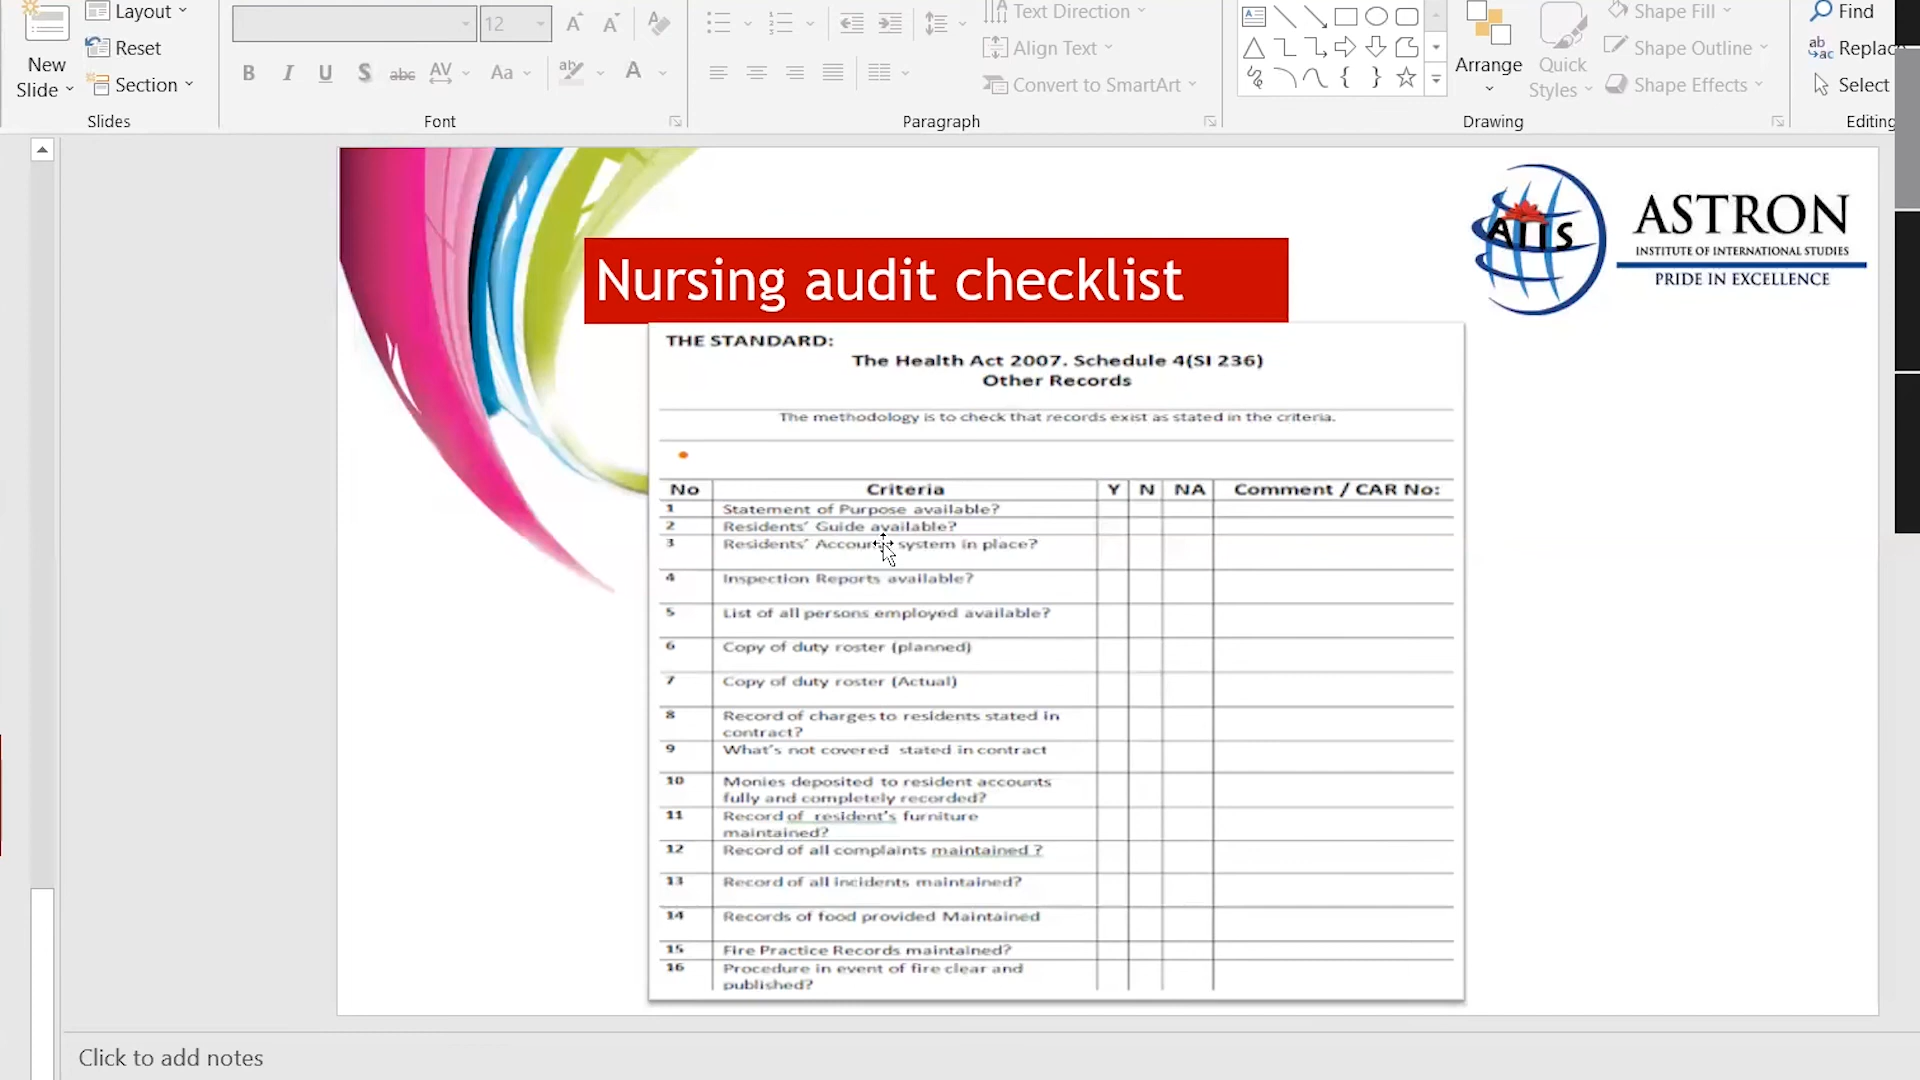 Layout
Reset
New
Slide
Section
Slides
12
B I U S abc AV Aa A
Font
Text Direction
Align Text
Convert to SmartArt
Paragraph
Arrange
Quick
Styles
Shape Fill
Shape Outline
Shape Effects
Drawing
Find
Replac
Select
Editing
AIIS
ASTRON
INSTITUTE OF INTERNATIONAL STUDIES
PRIDE IN EXCELLENCE
Nursing audit checklist
THE STANDARD:
The Health Act 2007. Schedule 4(SI 236)
Other Records
The methodology is to check that records exist as stated in the criteria.
No Criteria Y N NA Comment / CAR No:
1 Statement of Purpose available?
2 Residents' Guide available?
3 Residents' Accounts system in place?
4 Inspection Reports available?
5 List of all persons employed available?
6 Copy of duty roster (planned)
7 Copy of duty roster (Actual)
8 Record of charges to residents stated in
contract?
9 What's not covered stated in contract
10 Monies deposited to resident accounts
fully and completely recorded?
11 Record of resident's furniture
maintained?
12 Record of all complaints maintained ?
13 Record of all incidents maintained?
14 Records of food provided Maintained
15 Fire Practice Records maintained?
16 Procedure in event of fire clear and
published?
Click to add notes